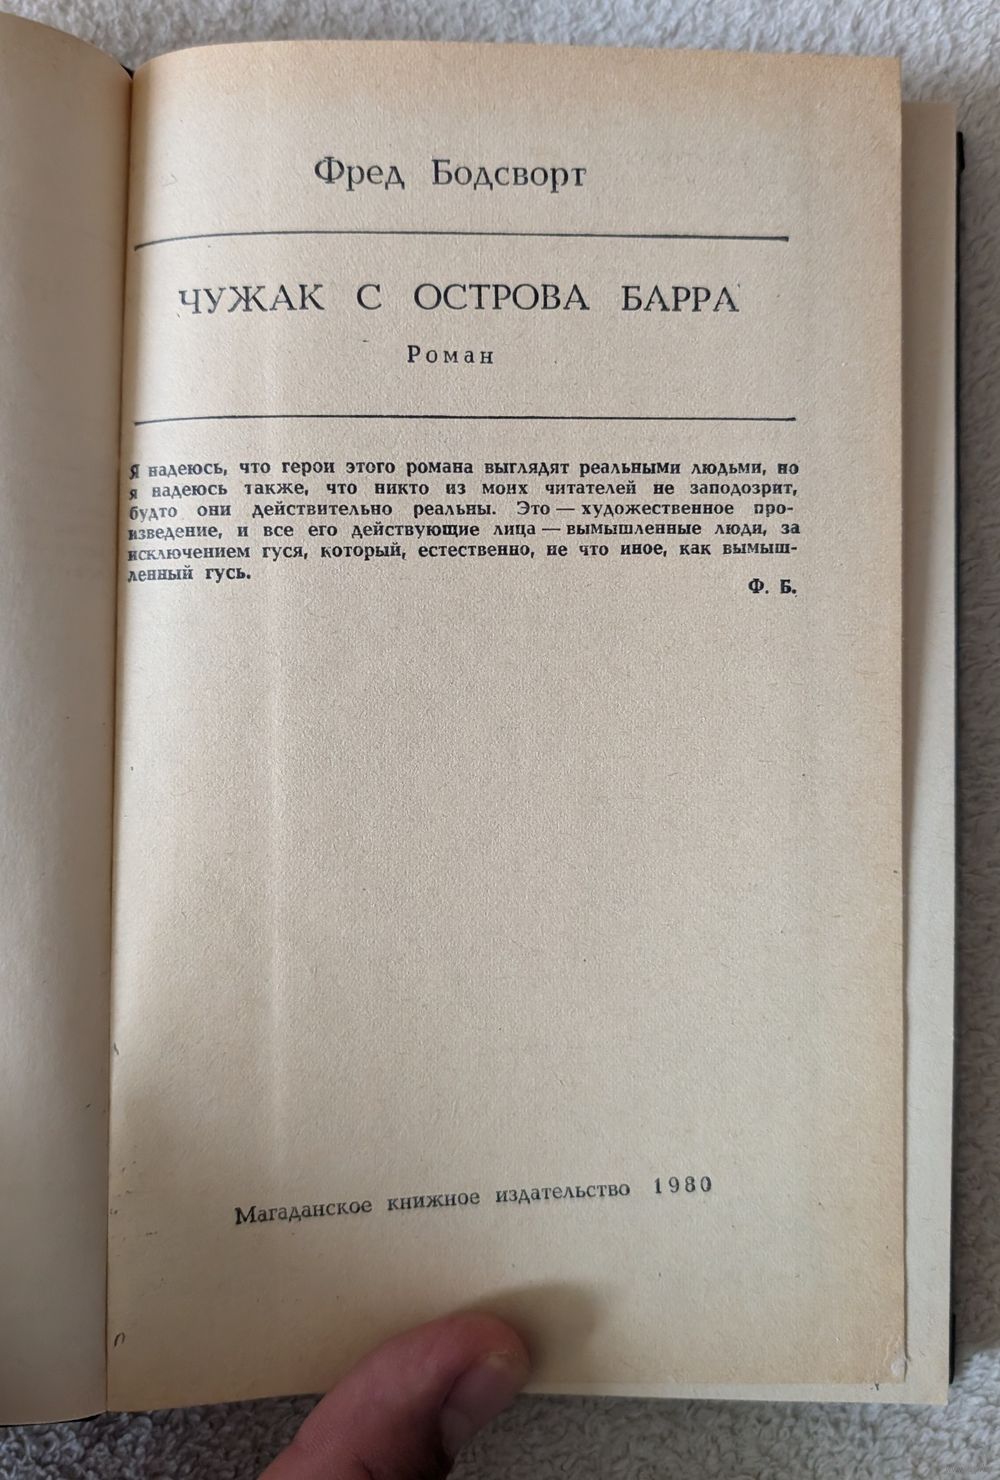 Фред Бодсворт
ЧУЖАК С ОСТРОВА БАРРА
Роман
Я надеюсь, что герои этого романа выглядят реальными людьми, но
я надеюсь также, что никто из моих читателей не заподозрит,
будто они действительно реальны. Это — художественное про-
изведение, и все его действующие лица — вымышленные люди, за
исключением гуся, который, естественно, не что иное, как вымыш-
ленный гусь.
Ф. Б.
Магаданское книжное издательство 1980